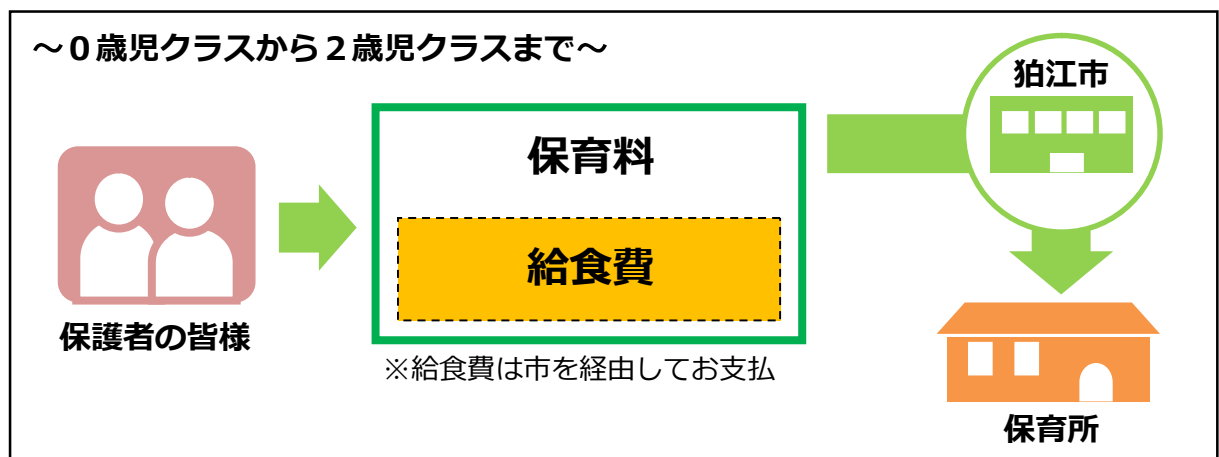 ～０歳児クラスから２歳児クラスまで～
狛江市
保育料
給食費
保護者の皆様
※給食費は市を経由してお支払
保育所